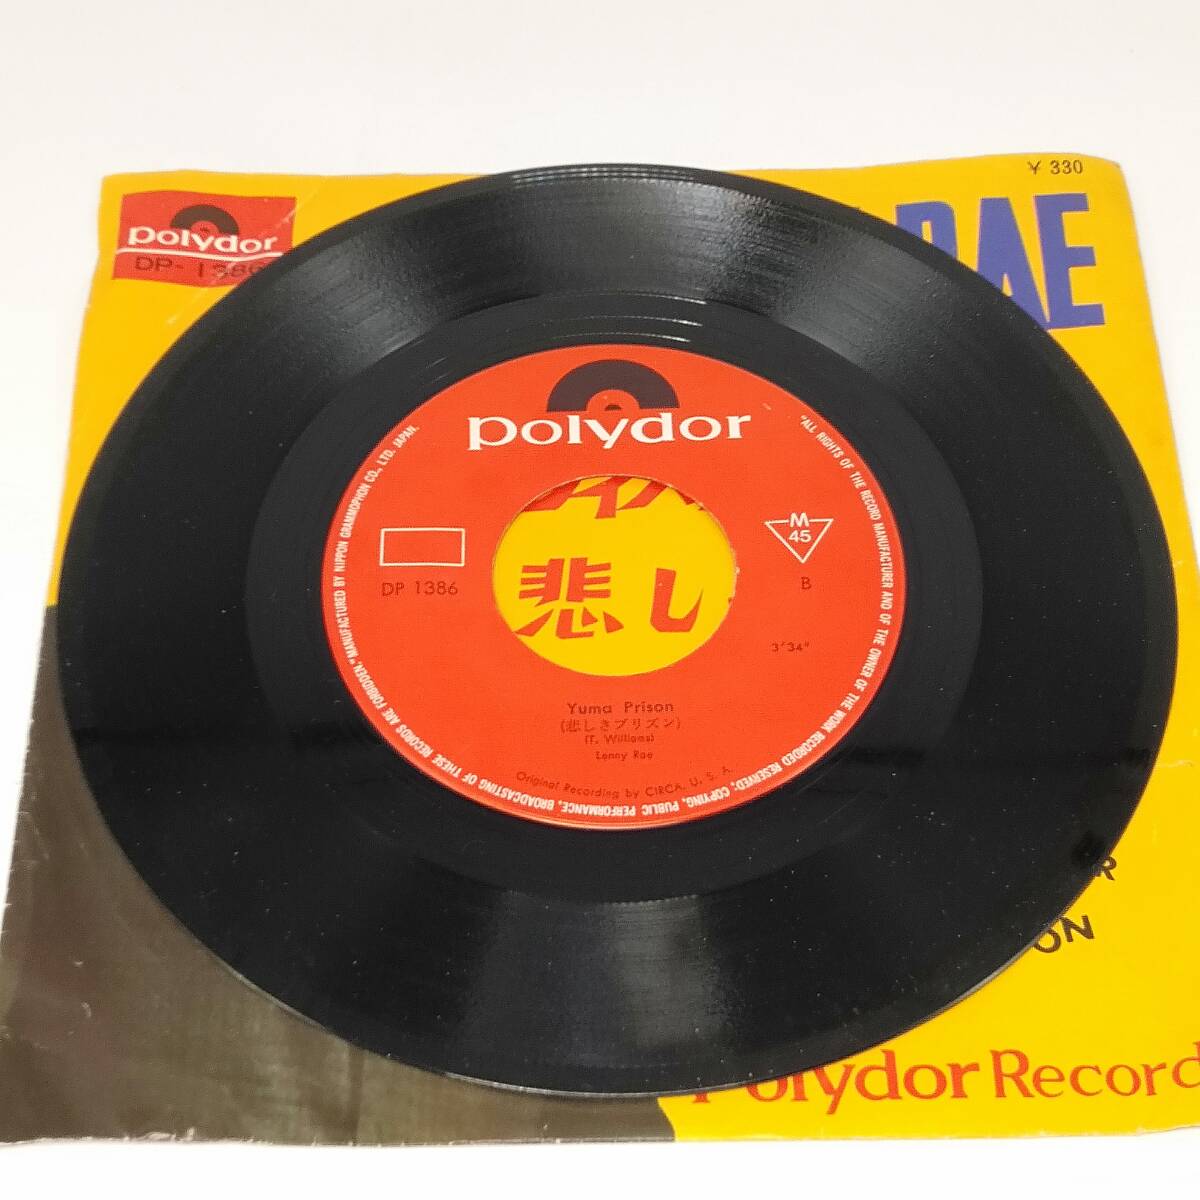 polydor
DP-1386
¥ 330
RAE
polydor
"ALL RIGHTS OF THE RECORD MANUFACTURER AND OF THE OWNER OF THE WORK RECORDED RESERVED, COPYING, PUBLIC PERFORMANCE, BROADCASTING OF THESE RECORDS ARE FORBIDDEN." MANUFACTURED BY NIPPON GRAMMOPHON CO., LTD. JAPAN.
M
45
DP 1386
B
悲し
3'34"
Yuma Prison
(悲しきプリズン)
(T. Williams)
Lenny Rae
Original Recording by CIRCA, U. S. A.
R
ON
Polydor Record